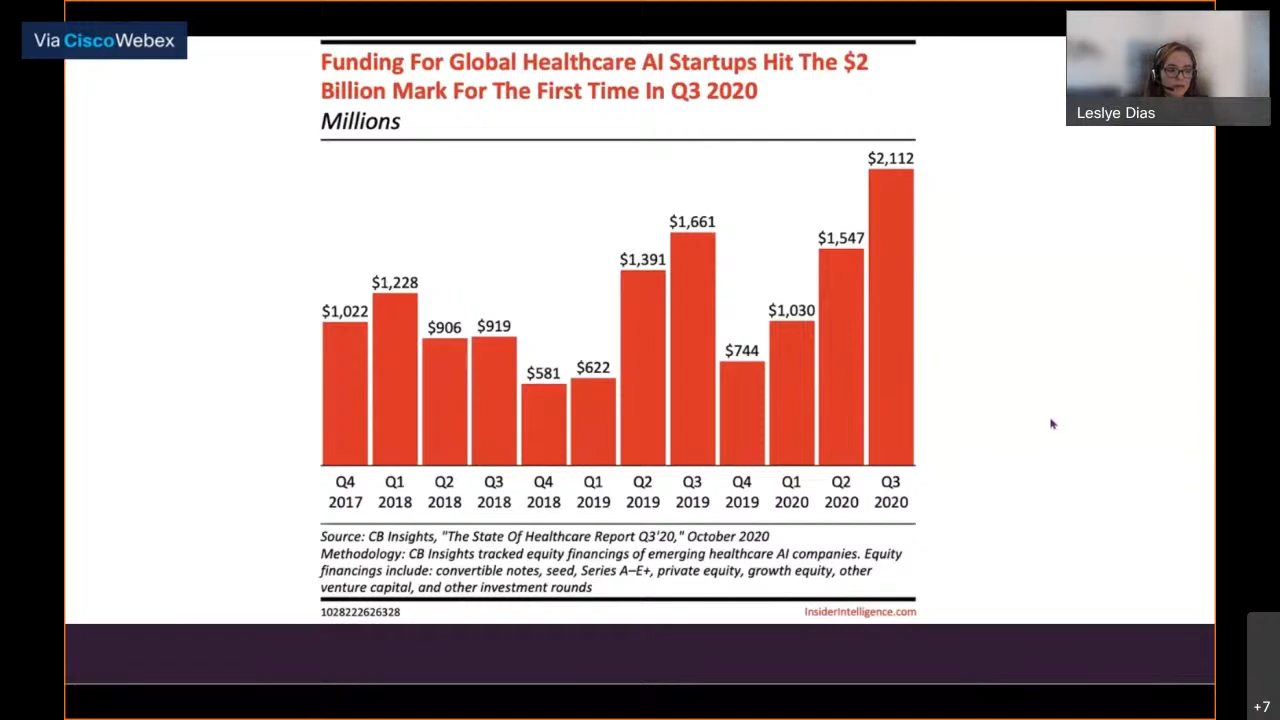 Via CiscoWebex
Leslye Dias
Funding For Global Healthcare AI Startups Hit The $2
Billion Mark For The First Time In Q3 2020
Millions
$1,022
$1,228
$906
$919
$581
$622
$1,391
$1,661
$744
$1,030
$1,547
$2,112
Q4 Q1 Q2 Q3 Q4 Q1 Q2 Q3 Q4 Q1 Q2 Q3
2017 2018 2018 2018 2018 2019 2019 2019 2019 2020 2020 2020
Source: CB Insights, "The State Of Healthcare Report Q3'20," October 2020
Methodology: CB Insights tracked equity financings of emerging healthcare AI companies. Equity
financings include: convertible notes, seed, Series A–E+, private equity, growth equity, other
venture capital, and other investment rounds
1028222626328 InsiderIntelligence.com
+7